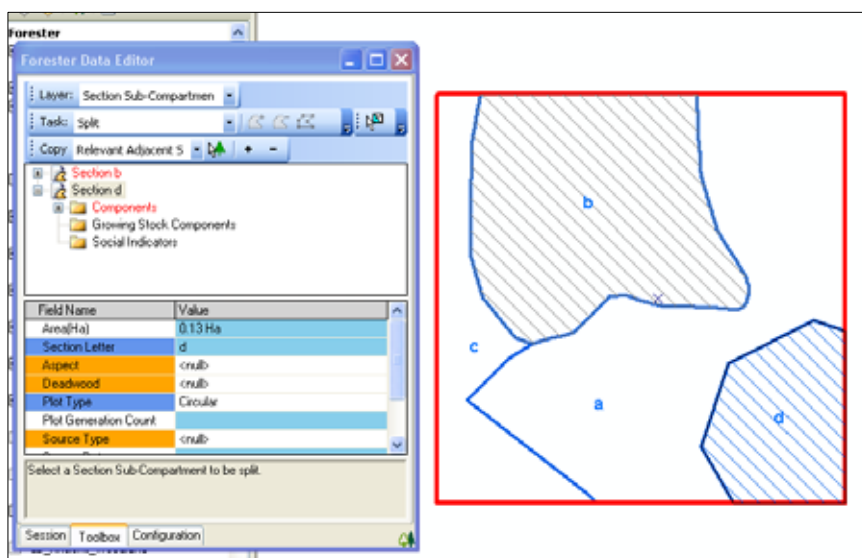 Forester
Forester Data Editor
Layer: Section Sub-Compartmen
Task: Split
Copy Relevant Adjacent S + -
Section b
Section d
Components
Growing Stock Components
Social Indicators
Field Name Value
Area(Ha) 0.13 Ha
Section Letter d
Aspect <null>
Deadwood <null>
Plot Type Circular
Plot Generation Count
Source Type <null>
Select a Section Sub-Compartment to be split.
Session Toolbox Configuration
b
c
a
d